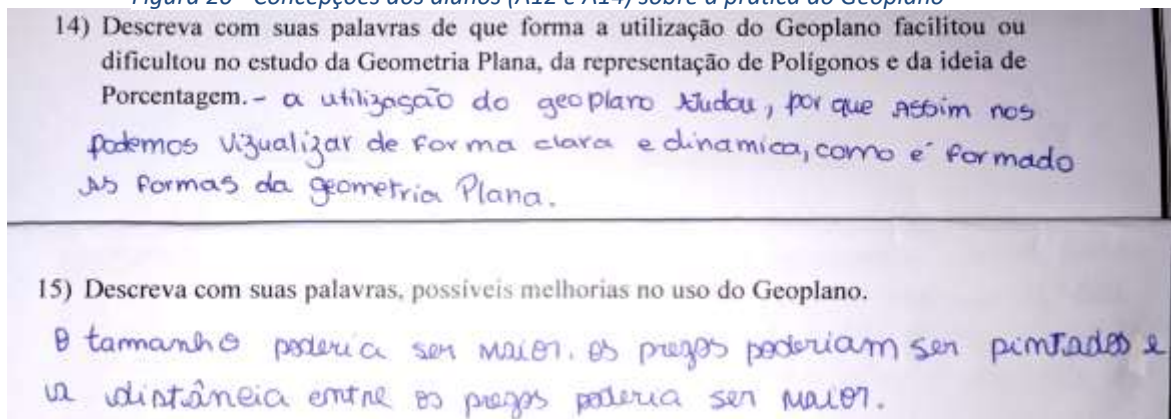 Figura 20 - Concepções dos alunos (A12 e A14) sobre a prática do Geoplano
14) Descreva com suas palavras de que forma a utilização do Geoplano facilitou ou
dificultou no estudo da Geometria Plana, da representação de Polígonos e da ideia de
Porcentagem. - a utilização do geoplano Ajudou, por que Assim nos
podemos vizualizar de forma clara e dinamica, como é formado
As formas da geometria Plana.
15) Descreva com suas palavras, possíveis melhorias no uso do Geoplano.
O tamanho poderia ser maior. os pregos poderiam ser pintados e
a distância entre os pregos poderia ser maior.